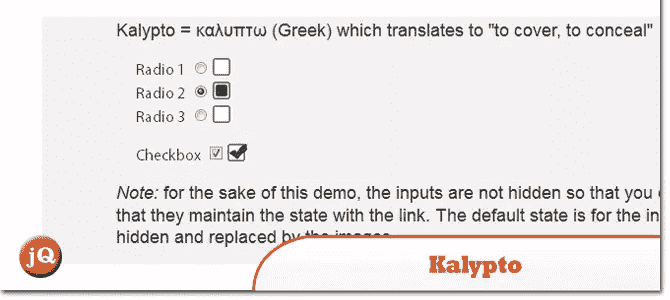 Kalypto = καλυπτω (Greek) which translates to "to cover, to conceal"
Radio 1
Radio 2
Radio 3
Checkbox
Note: for the sake of this demo, the inputs are not hidden so that you
that they maintain the state with the link. The default state is for the in
hidden and replaced by the images
jQ
Kalypto